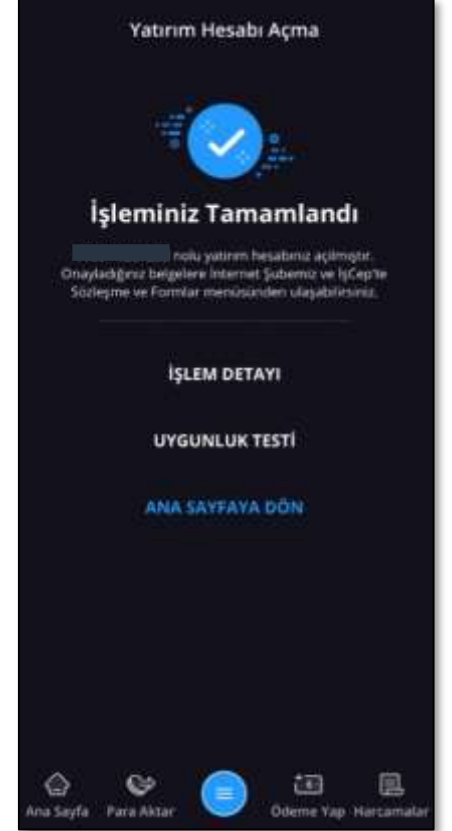 Yatırım Hesabı Açma
İşleminiz Tamamlandı
nolu yatırım hesabınız açılmıştır.
Onayladığınız belgelere İnternet Şubemiz ve İşCep'te
Sözleşme ve Formlar menüsünden ulaşabilirsiniz.
İŞLEM DETAYI
UYGUNLUK TESTİ
ANA SAYFAYA DÖN
Ana Sayfa Para Aktar Ödeme Yap Harcamalar